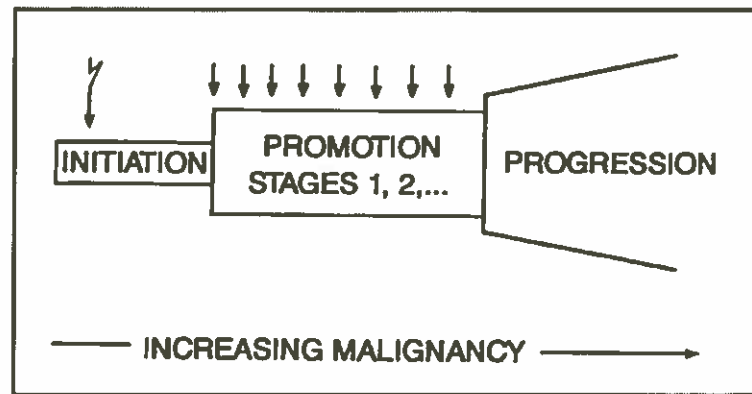 INITIATION
PROMOTION
STAGES 1, 2,...
PROGRESSION
INCREASING MALIGNANCY